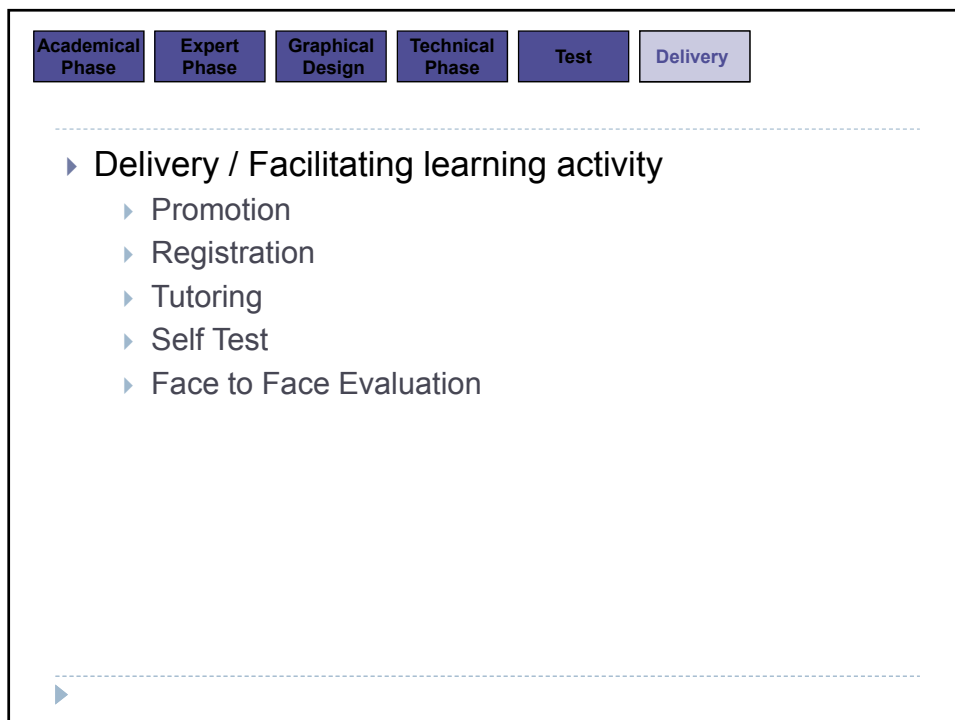 Academical
Phase
Expert
Phase
Graphical
Design
Technical
Phase
Test
Delivery
Delivery / Facilitating learning activity
Promotion
Registration
Tutoring
Self Test
Face to Face Evaluation